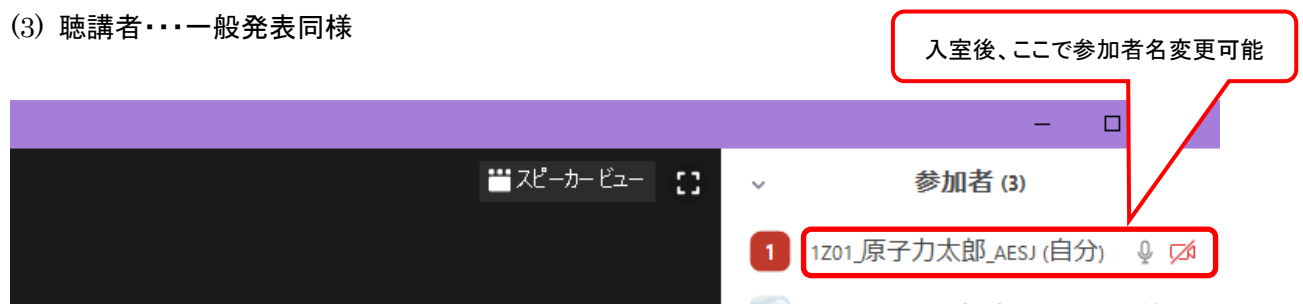 (3) 聴講者・・・一般発表同様
入室後、ここで参加者名変更可能
スピーカー ビュー
参加者 (3)
1
1Z01_原子力太郎_AESJ (自分)